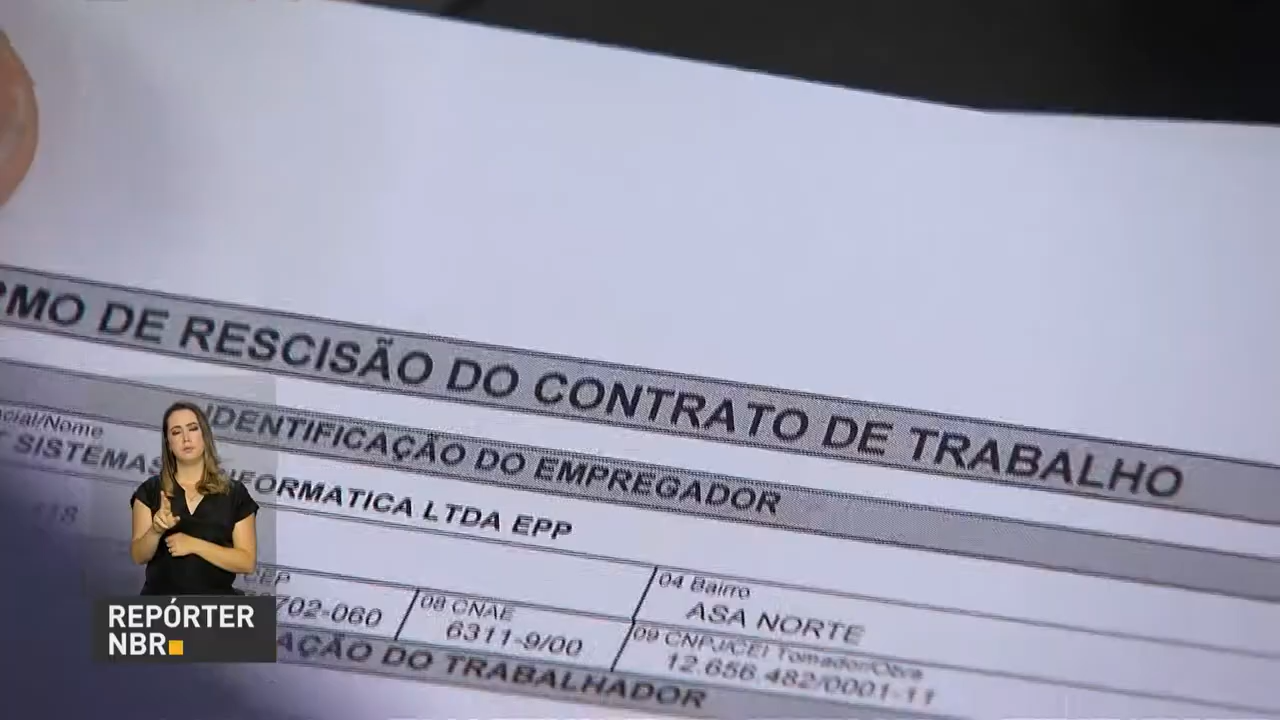 RMO DE RESCISÃO DO CONTRATO DE TRABALHO
IDENTIFICAÇÃO DO EMPREGADOR
cial/Nome
SISTEMAS INFORMATICA LTDA EPP
04 Bairro
ASA NORTE
CEP
702-060
08 CNAE
6311-9/00
09 CNPJ/CEI Tomador/Obra
12.656.482/0001-11
AÇÃO DO TRABALHADOR
REPÓRTER
NBR